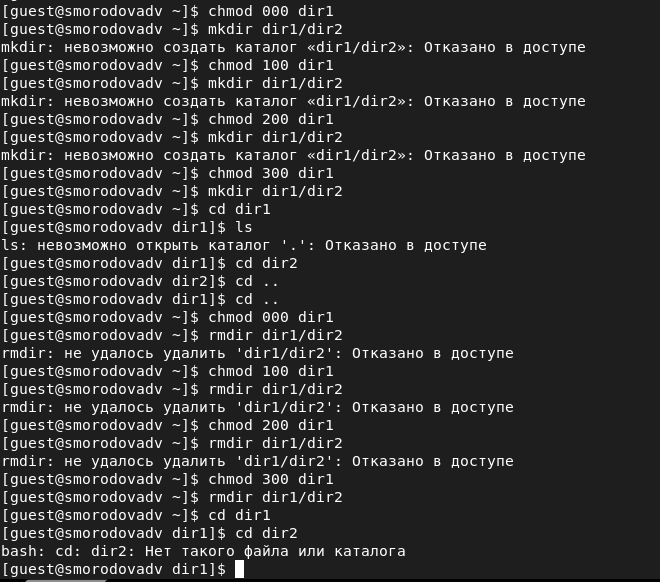 [guest@smorodovadv ~]$ chmod 000 dir1
[guest@smorodovadv ~]$ mkdir dir1/dir2
mkdir: невозможно создать каталог «dir1/dir2»: Отказано в доступе
[guest@smorodovadv ~]$ chmod 100 dir1
[guest@smorodovadv ~]$ mkdir dir1/dir2
mkdir: невозможно создать каталог «dir1/dir2»: Отказано в доступе
[guest@smorodovadv ~]$ chmod 200 dir1
[guest@smorodovadv ~]$ mkdir dir1/dir2
mkdir: невозможно создать каталог «dir1/dir2»: Отказано в доступе
[guest@smorodovadv ~]$ chmod 300 dir1
[guest@smorodovadv ~]$ mkdir dir1/dir2
[guest@smorodovadv ~]$ cd dir1
[guest@smorodovadv dir1]$ ls
ls: невозможно открыть каталог '.': Отказано в доступе
[guest@smorodovadv dir1]$ cd dir2
[guest@smorodovadv dir2]$ cd ..
[guest@smorodovadv dir1]$ cd ..
[guest@smorodovadv ~]$ chmod 000 dir1
[guest@smorodovadv ~]$ rmdir dir1/dir2
rmdir: не удалось удалить 'dir1/dir2': Отказано в доступе
[guest@smorodovadv ~]$ chmod 100 dir1
[guest@smorodovadv ~]$ rmdir dir1/dir2
rmdir: не удалось удалить 'dir1/dir2': Отказано в доступе
[guest@smorodovadv ~]$ chmod 200 dir1
[guest@smorodovadv ~]$ rmdir dir1/dir2
rmdir: не удалось удалить 'dir1/dir2': Отказано в доступе
[guest@smorodovadv ~]$ chmod 300 dir1
[guest@smorodovadv ~]$ rmdir dir1/dir2
[guest@smorodovadv ~]$ cd dir1
[guest@smorodovadv dir1]$ cd dir2
bash: cd: dir2: Нет такого файла или каталога
[guest@smorodovadv dir1]$